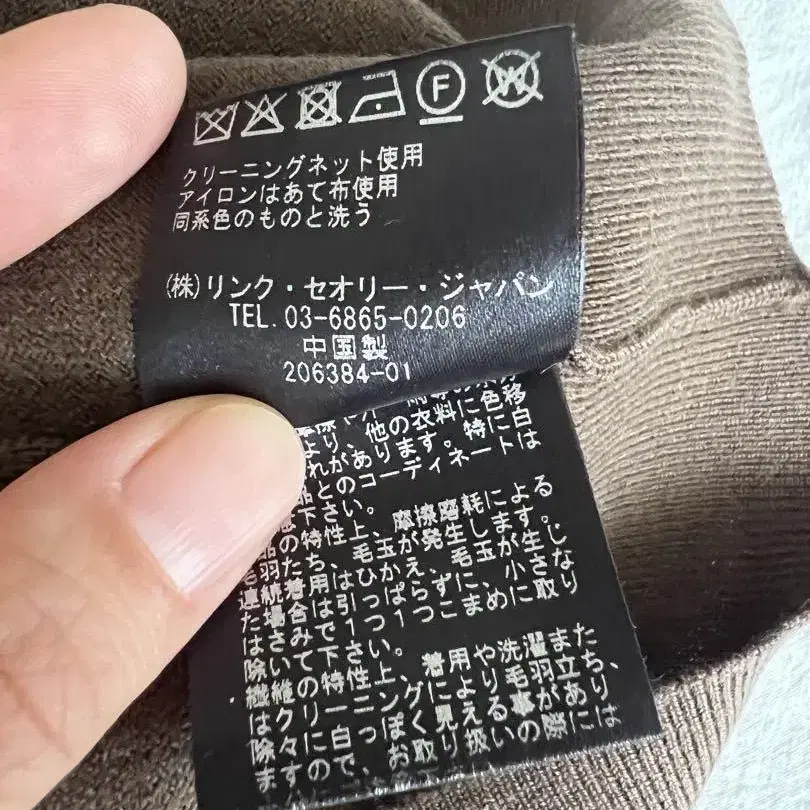 F
W
クリーニングネット使用
アイロンはあて布使用
同系色のものと洗う
(株)リンク・セオリー・ジャパン
TEL.03-6865-0206
中国製
206384-01
より、他の衣料に色移
れがあります。特に白
品とのコーディネートは
下さい。
品の特性上、摩擦磨耗による
毛羽たち、毛玉が発生します。
連続着用はひかえ、毛玉が生じ
た場合は引っぱらずに、小さな
はさみで1つ1つこまめに取り
除いて下さい。
繊維の特性上、着用や洗濯また
はクリーニングにより毛羽立ち、
除々に白っぽく見える事があり
ますので、お取り扱いの際には